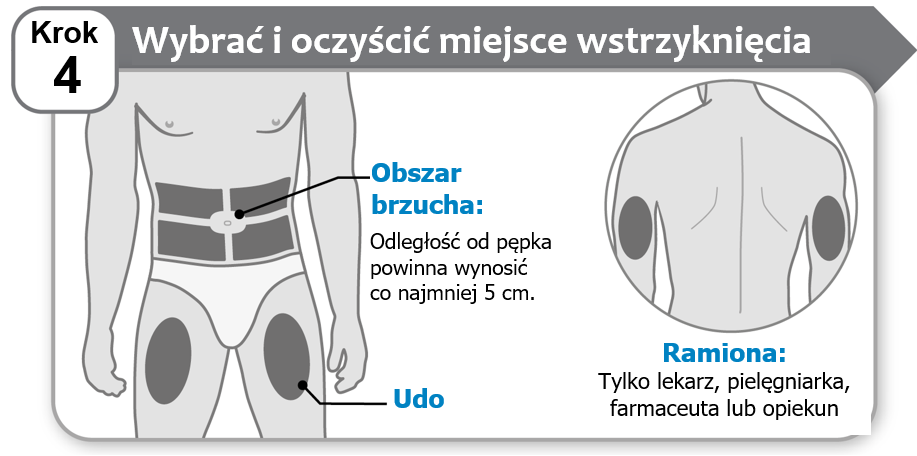 Krok
4
Wybrać i oczyścić miejsce wstrzyknięcia
Obszar
brzucha:
Odległość od pępka
powinna wynosić
co najmniej 5 cm.
Udo
Ramiona:
Tylko lekarz, pielęgniarka,
farmaceuta lub opiekun